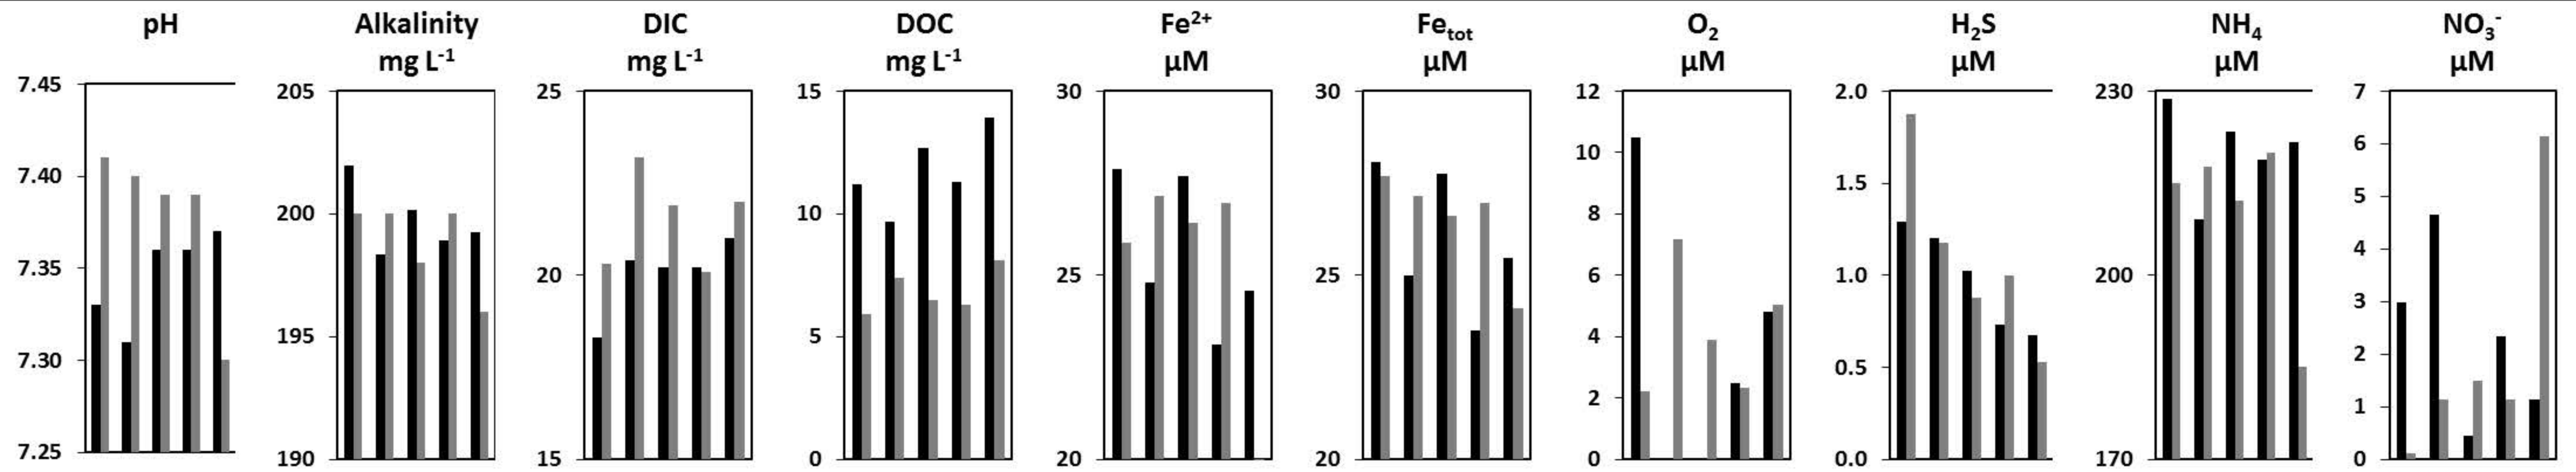 pH
7.45
7.40
7.35
7.30
7.25
Alkalinity
mg L⁻¹
205
200
195
190
DIC
mg L⁻¹
25
20
15
DOC
mg L⁻¹
15
10
5
0
Fe²⁺
µM
30
25
20
Feₜₒₜ
µM
30
25
20
O₂
µM
12
10
8
6
4
2
0
H₂S
µM
2.0
1.5
1.0
0.5
0.0
NH₄
µM
230
200
170
NO₃⁻
µM
7
6
5
4
3
2
1
0